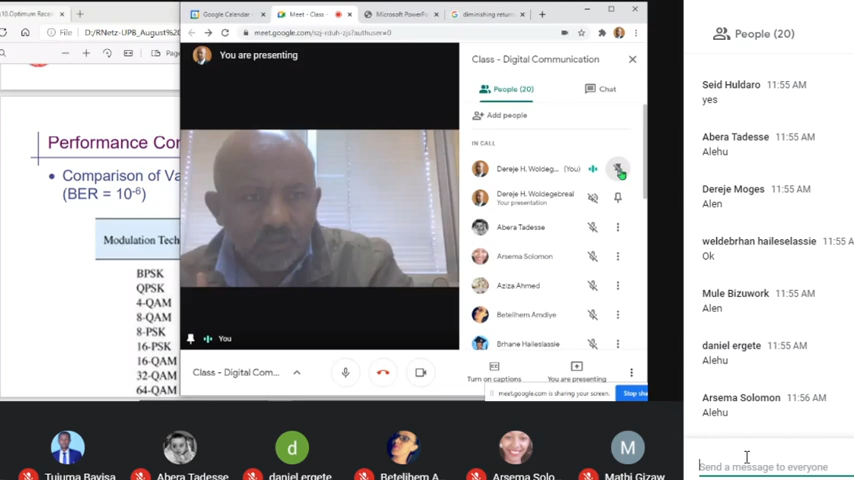 10.Optimum Rece
Google Calendar -
Meet - Class -
Microsoft PowerPo
diminishing return
File
D:/RNetz-UPB_August%20
meet.google.com/szj-rduh-zjs?authuser=0
Page
You are presenting
Performance Con
Comparison of Va
(BER = 10-6)
Modulation Tech
BPSK
QPSK
4-QAM
8-QAM
8-PSK
16-PSK
16-QAM
32-QAM
64-QAM
You
Class - Digital Communication
People (20)
Chat
Add people
IN CALL
Dereje H. Woldeg... (You)
Dereje H. Woldegebreal
Your presentation
Abera Tadesse
Arsema Solomon
Aziza Ahmed
Betelihem Amdiye
Brhane Haileslassie
Class - Digital Com...
Turn on captions
You are presenting
meet.google.com is sharing your screen.
Stop sha
Tujuma Bayisa
Abera Tadesse
daniel ergete
Betelihem A...
Arsema Solo...
Mathi Gizaw
People (20)
Seid Huldaro 11:55 AM
yes
Abera Tadesse 11:55 AM
Alehu
Dereje Moges 11:55 AM
Alen
weldebrhan haileselassie 11:55 A
Ok
Mule Bizuwork 11:55 AM
Alen
daniel ergete 11:55 AM
Alehu
Arsema Solomon 11:56 AM
Alehu
Send a message to everyone